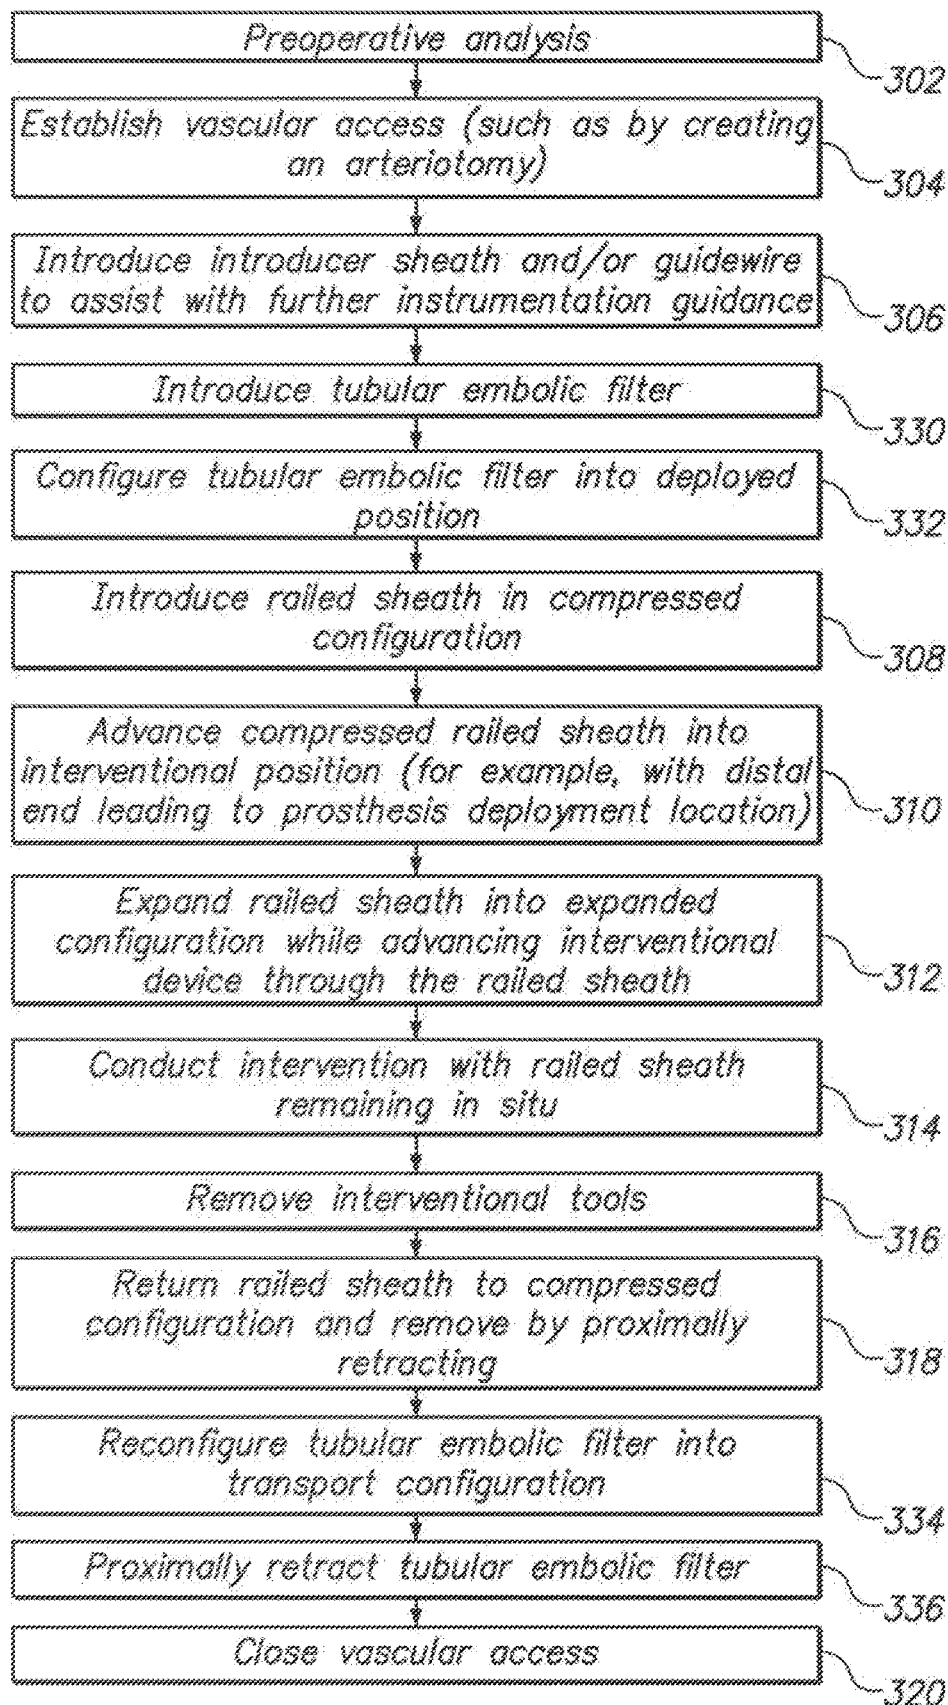 Preoperative analysis
302
Establish vascular access (such as by creating
an arteriotomy)
304
Introduce introducer sheath and/or guidewire
to assist with further instrumentation guidance
306
Introduce tubular embolic filter
330
Configure tubular embolic filter into deployed
position
332
Introduce railed sheath in compressed
configuration
308
Advance compressed railed sheath into
interventional position (for example, with distal
end leading to prosthesis deployment location)
310
Expand railed sheath into expanded
configuration while advancing interventional
device through the railed sheath
312
Conduct intervention with railed sheath
remaining in situ
314
Remove interventional tools
316
Return railed sheath to compressed
configuration and remove by proximally
retracting
318
Reconfigure tubular embolic filter into
transport configuration
334
Proximally retract tubular embolic filter
336
Close vascular access
320